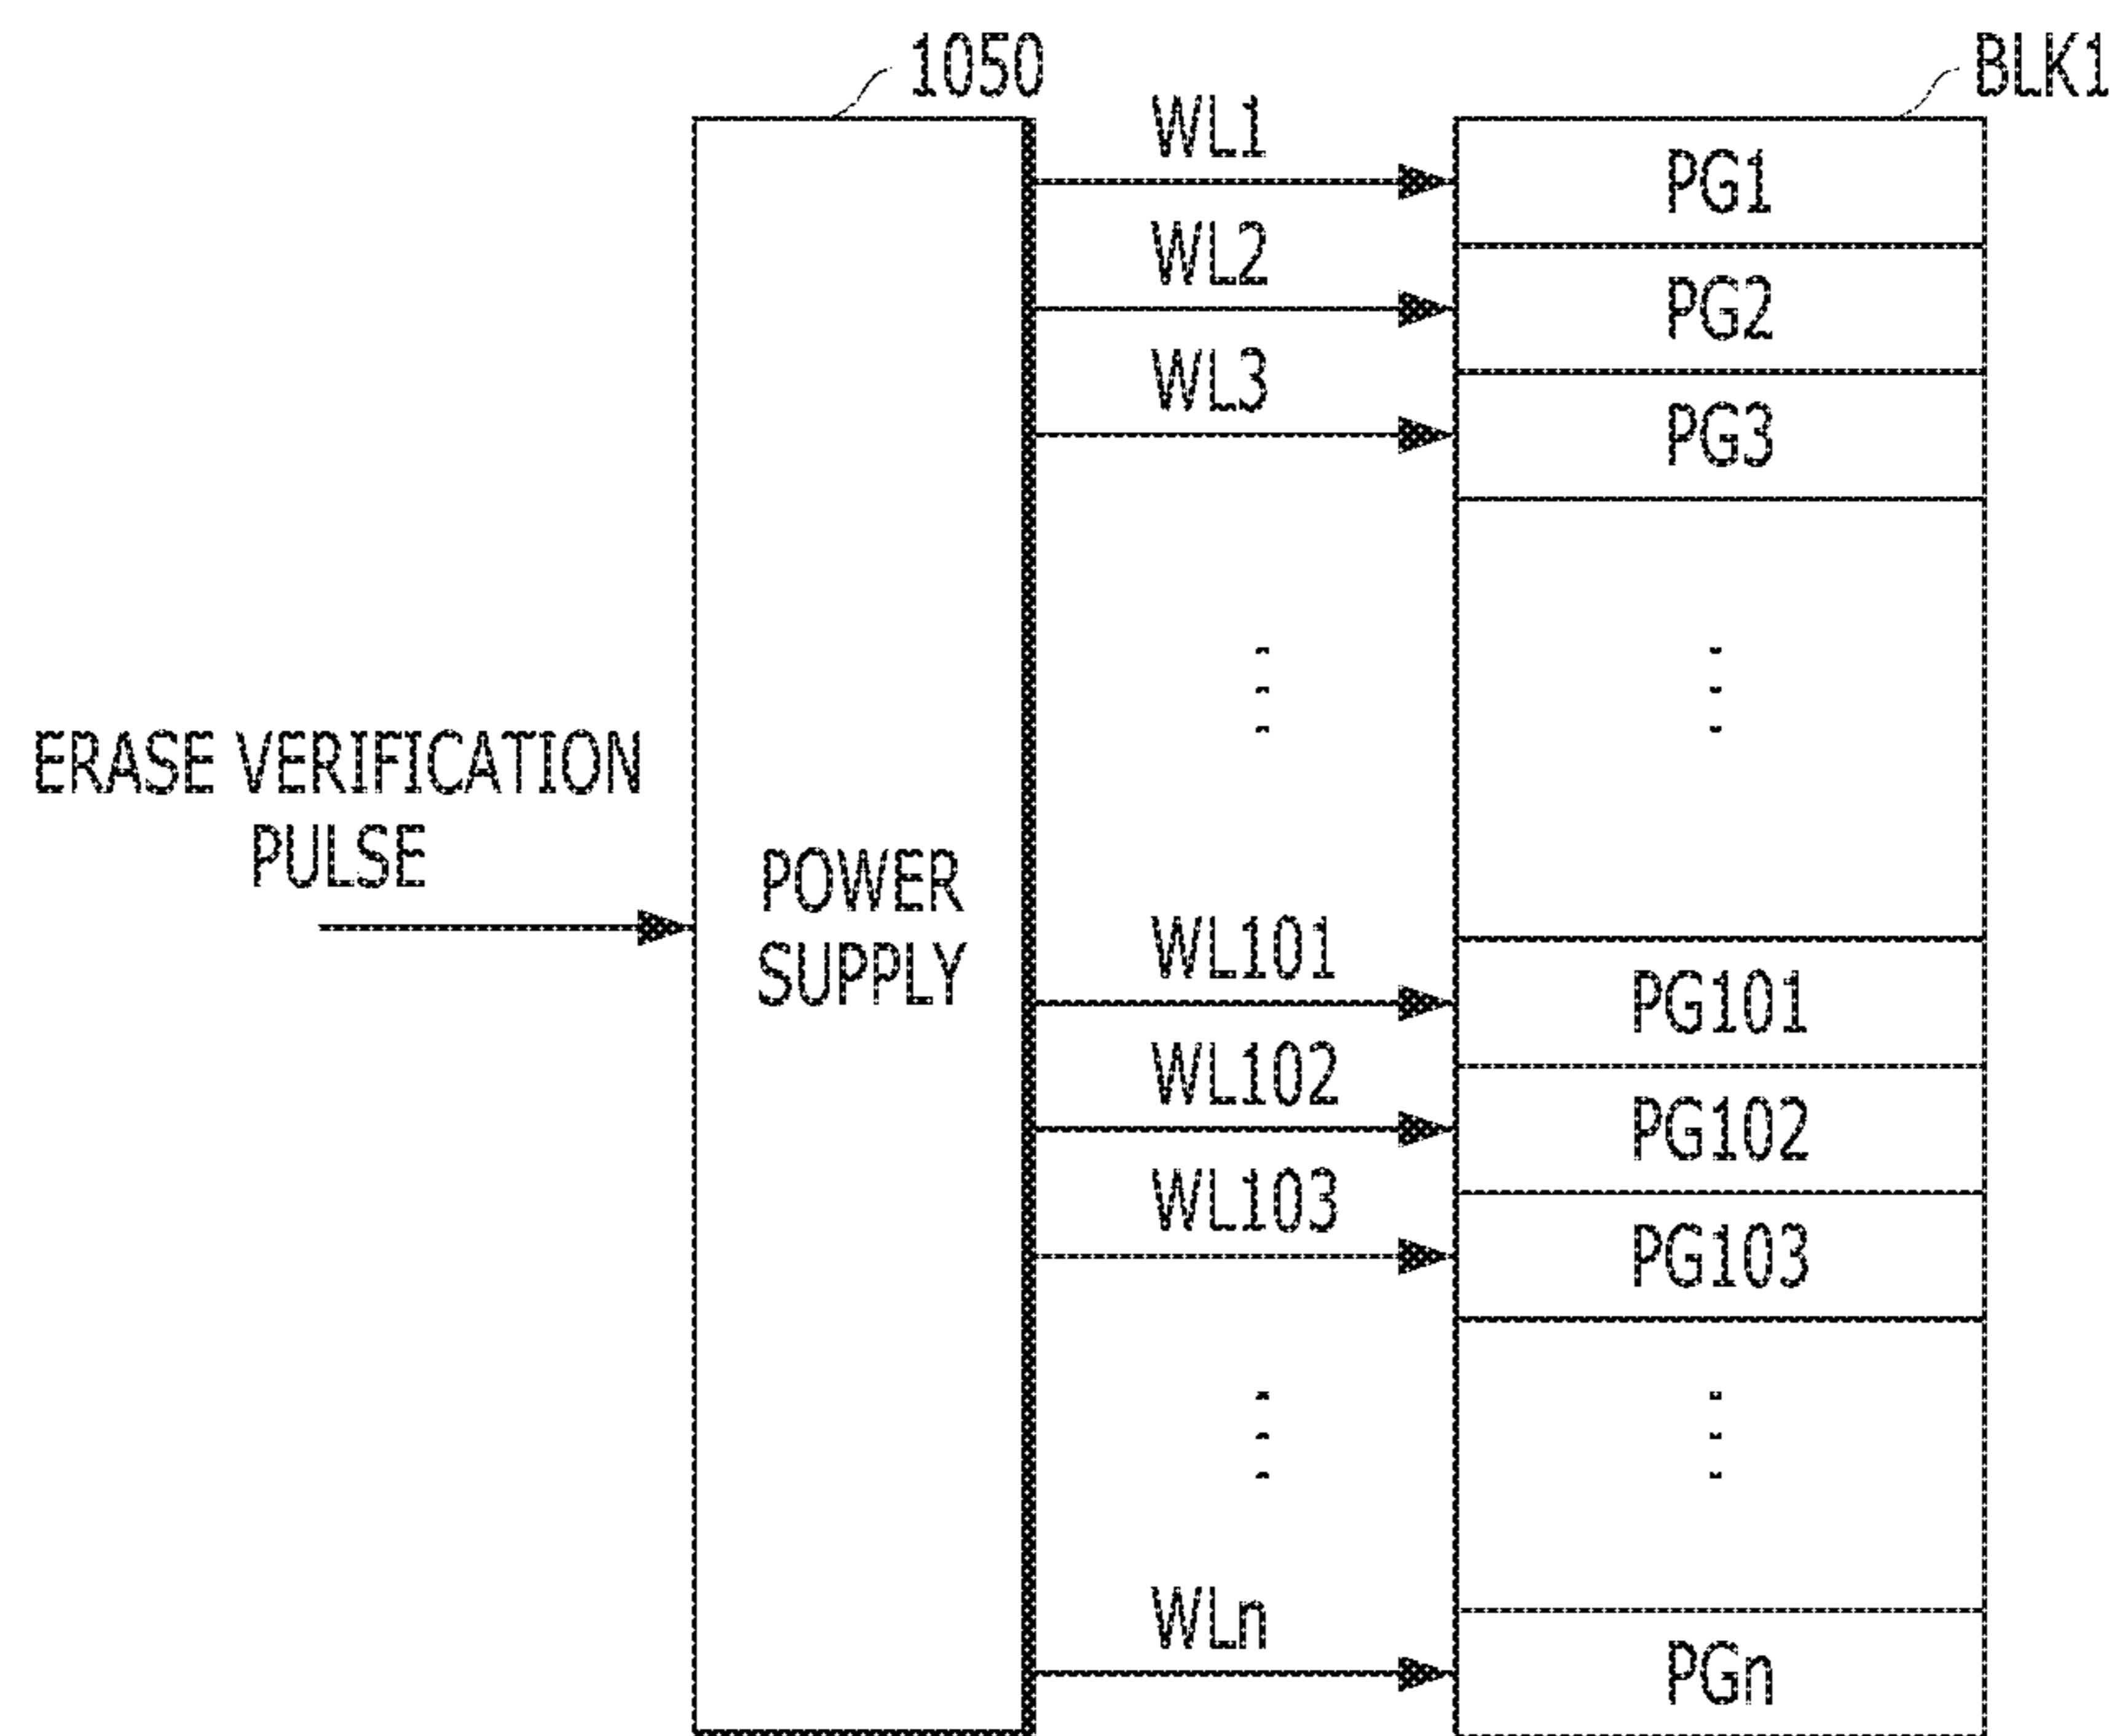 1050
BLK1
WL1
PG1
WL2
PG2
WL3
PG3
ERASE VERIFICATION
PULSE
POWER
SUPPLY
WL101
PG101
WL102
PG102
WL103
PG103
WLn
PGn